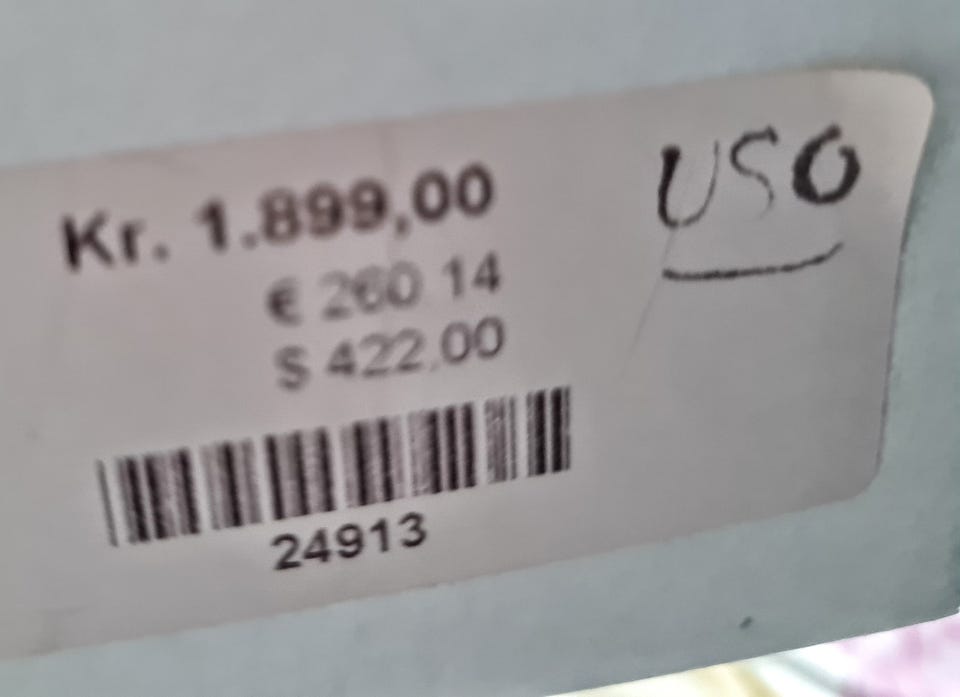 Kr. 1.899,00
USO
€ 260.14
$ 422.00
24913